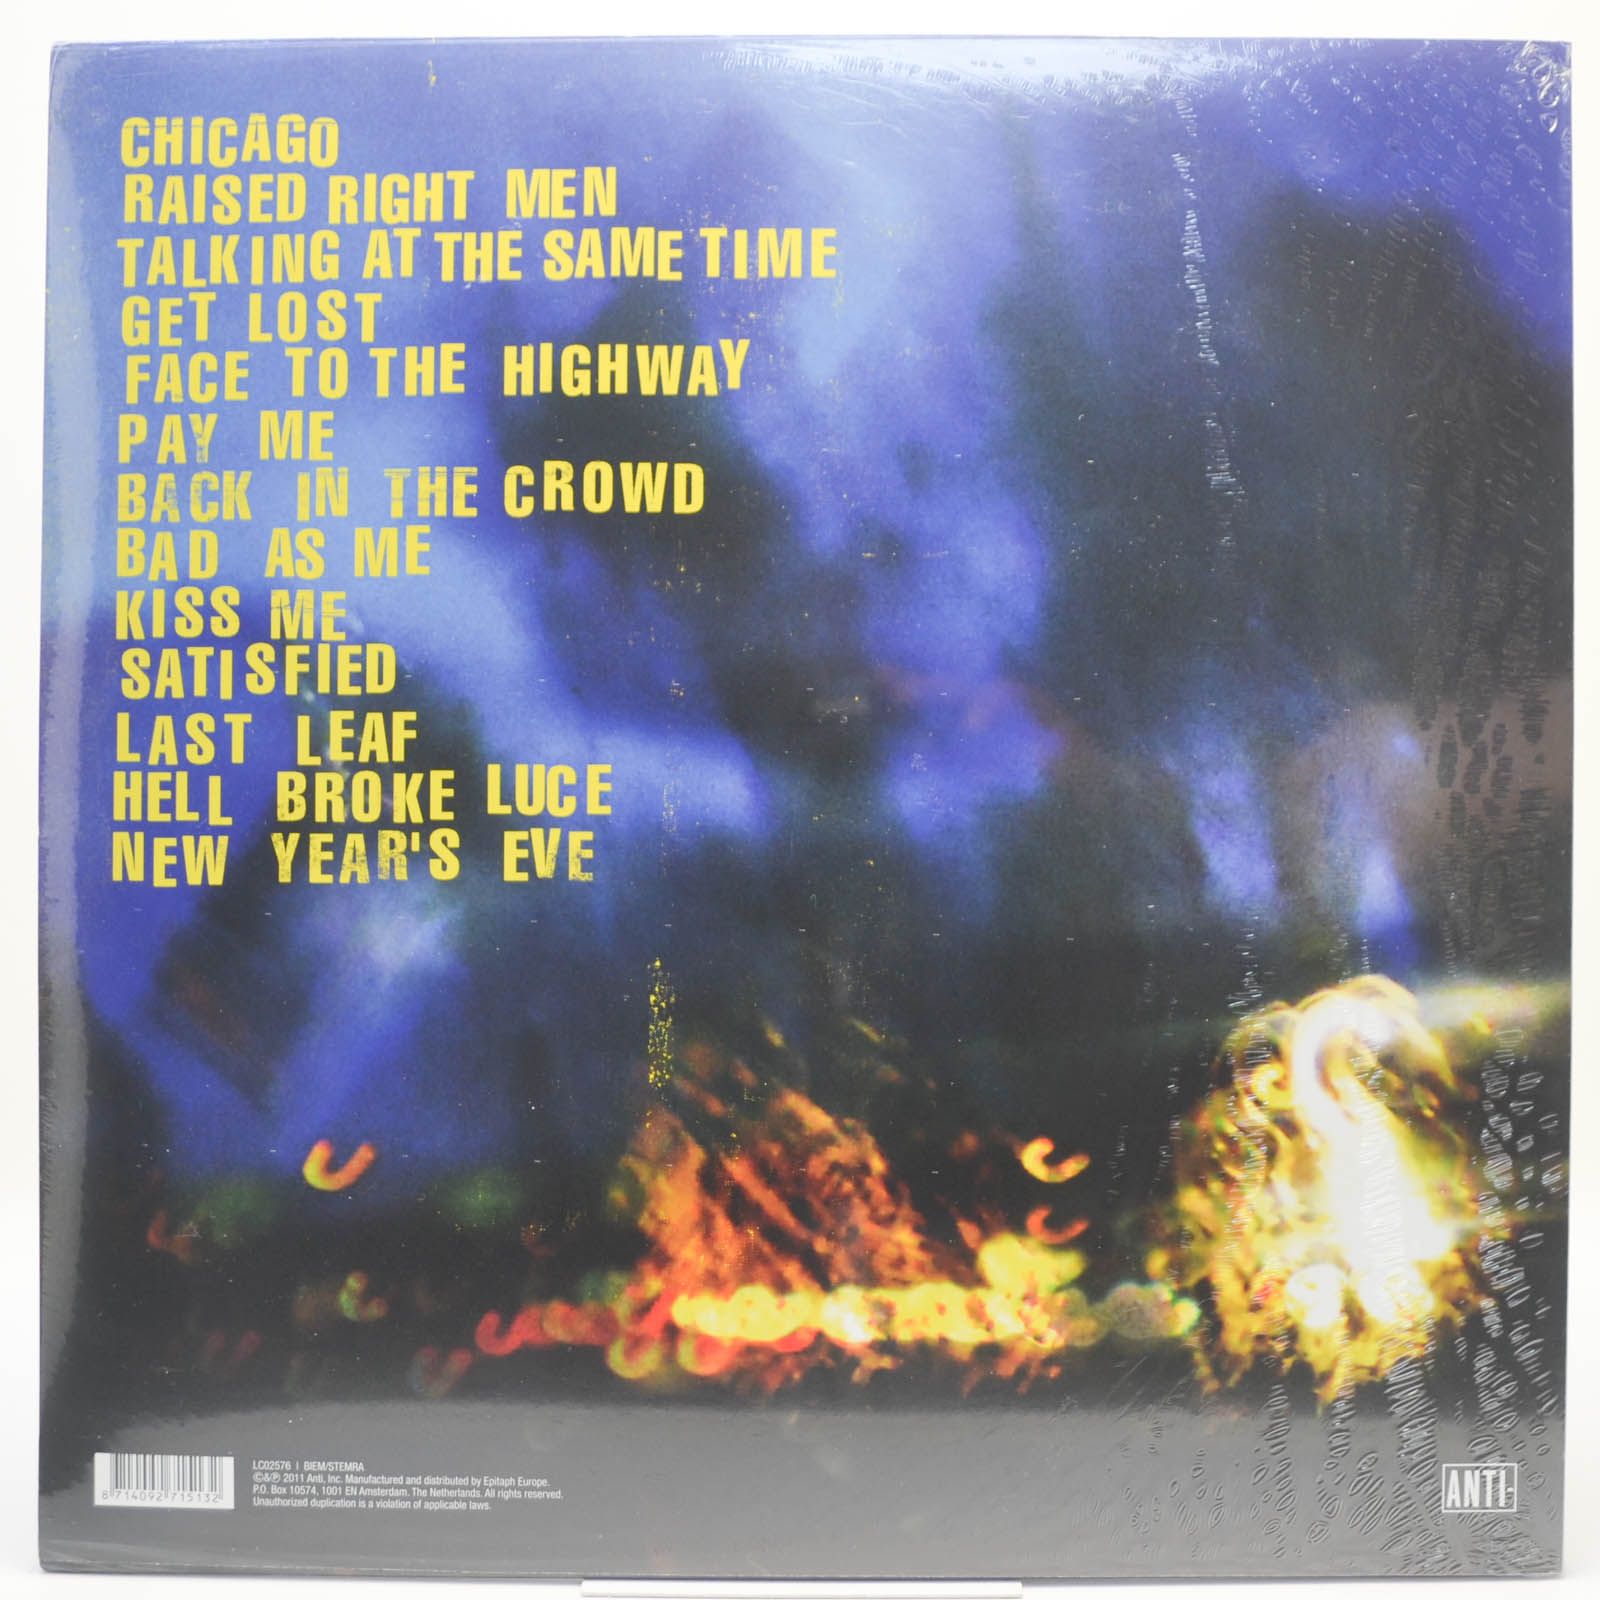 CHICAGO
RAISED RIGHT MEN
TALKING AT THE SAME TIME
GET LOST
FACE TO THE HIGHWAY
PAY ME
BACK IN THE CROWD
BAD AS ME
KISS ME
SATISFIED
LAST LEAF
HELL BROKE LUCE
NEW YEAR'S EVE
8 714092 715132
LC02576 | BIEM/STEMRA
©&℗ 2011 Anti, Inc. Manufactured and distributed by Epitaph Europe.
P.O. Box 10574, 1001 EN Amsterdam. The Netherlands. All rights reserved.
Unauthorized duplication is a violation of applicable laws.
ANTI-